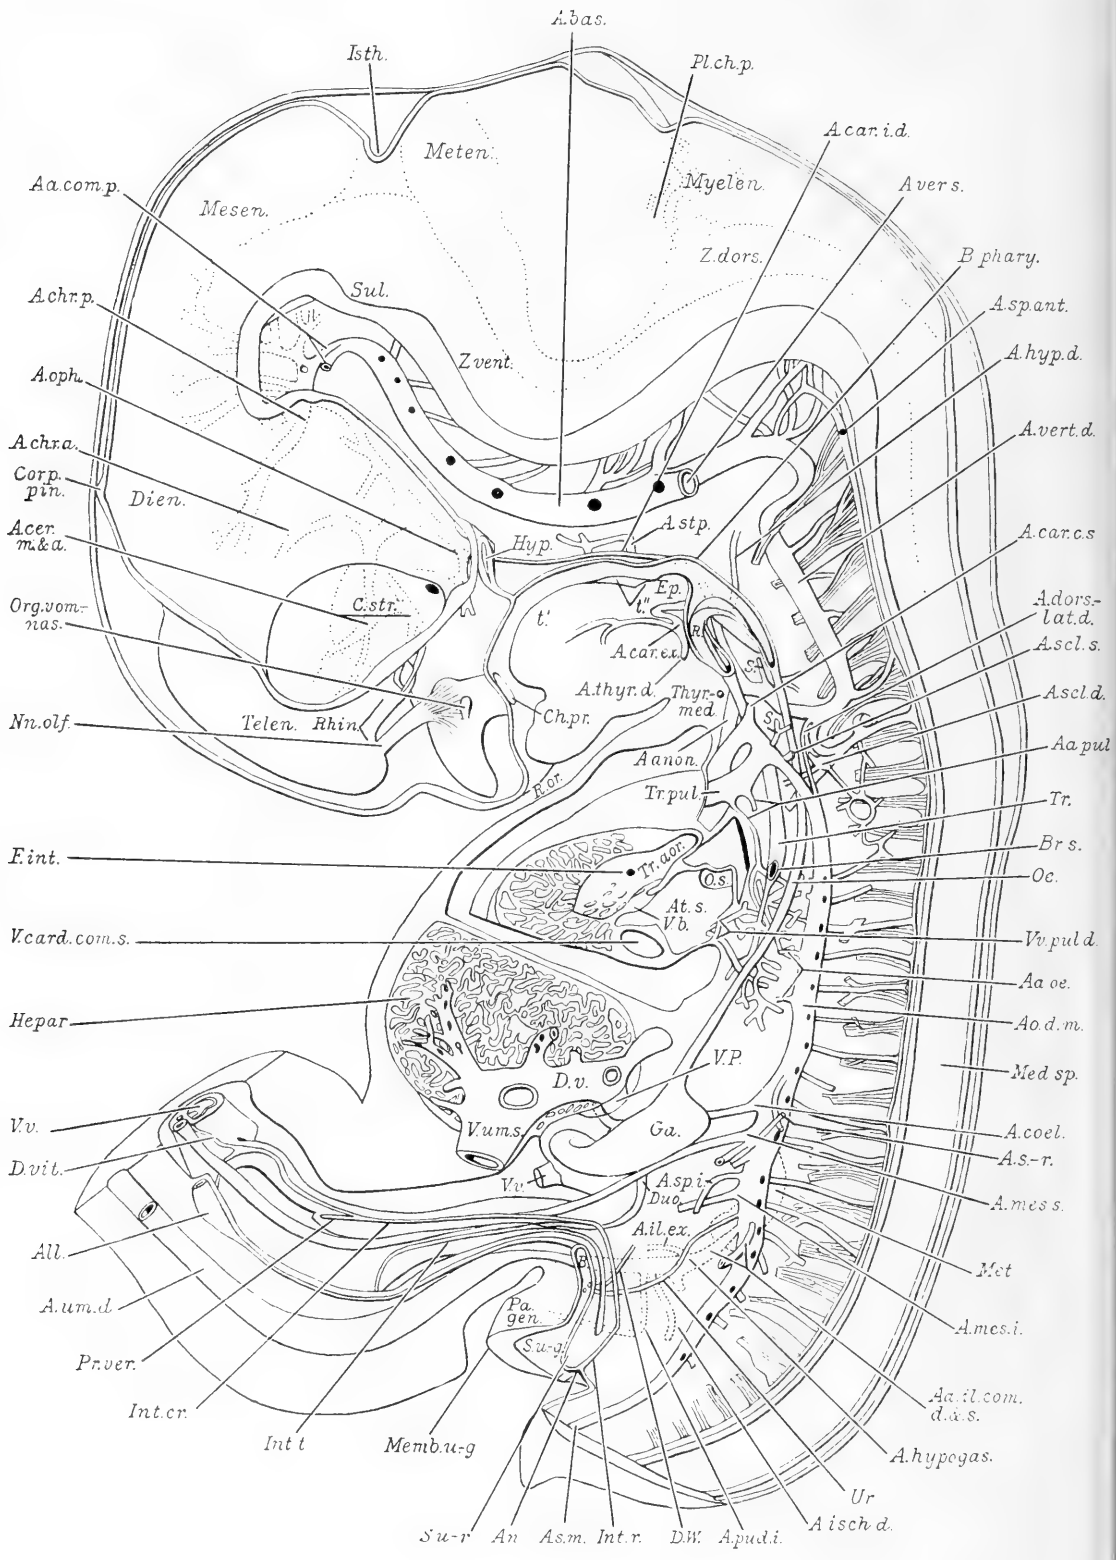 A.bas.
Isth.
Pl.ch.p.
A.car.i.d.
Meten.
Aa.com.p.
Myelen.
A.ver s.
Mesen.
Z.dors.
B.phary.
A.chr.p.
Sul.
A.sp.ant.
Z.vent.
A.hyp.d.
A.oph.
A.vert.d.
A.chr.a.
Corp.
pin.
Dien.
A.stp.
A.cer.
m.&a.
Hyp.
A.car.c.s
Ep.
Org.vom.-
nas.
C.str.
t.'
t."
R.
A.dors.-
lat.d.
A.car.ex.
A.scl.s.
A.thyr.d.
Thyr.-
med.
A.scl.d.
Nn.olf.
Telen.
Rhin.
Ch.pr.
S.
A anon.
Aa pul
R.or.
Tr.pul.
Tr.
F.int.
Tr.aor.
Br s.
O.s.
Oe.
At.s.
V.b.
V.card.com.s.
Vv.pul d.
Aa oe.
Hepar
Ao.d.m.
V.P.
Med sp.
D.v.
V.v.
V.um.s.
Ga.
A.coel.
D.vit.
A.s.-r.
V.v.
A.sp.i.
Duo.
A.mes s.
A.il.ex.
All.
Met
A.um.d
Pa.
gen.
A.mes.i.
S.u-g.
Pr.ver.
Aa.il.com.
d.&.s.
Int.cr.
Int t
Memb.u-g
A.hypogas.
Ur
A isch d.
S u-r
An
As.m.
Int.r.
D.W.
A.pud.i.